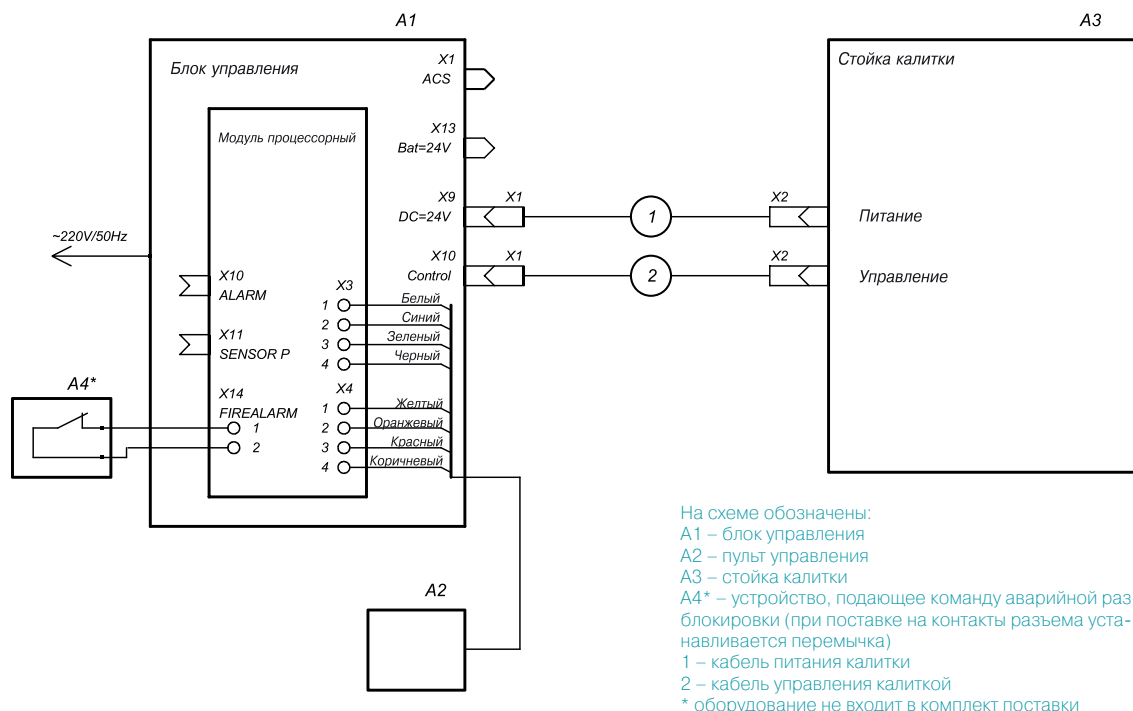 A1
A3
Блок управления
X1
ACS
Стойка калитки
Модуль процессорный
X13
Bat=24V
X9
DC=24V
X1
1
X2
Питание
~220V/50Hz
X10
Control
X1
2
X2
Управление
X10
ALARM
X3
1 Белый
2 Синий
3 Зеленый
4 Черный
X11
SENSOR P
A4*
X14
FIREALARM
1
2
X4
1 Желтый
2 Оранжевый
3 Красный
4 Коричневый
A2
На схеме обозначены:
A1 – блок управления
A2 – пульт управления
A3 – стойка калитки
A4* – устройство, подающее команду аварийной раз
блокировки (при поставке на контакты разъема уста-
навливается перемычка)
1 – кабель питания калитки
2 – кабель управления калиткой
* оборудование не входит в комплект поставки